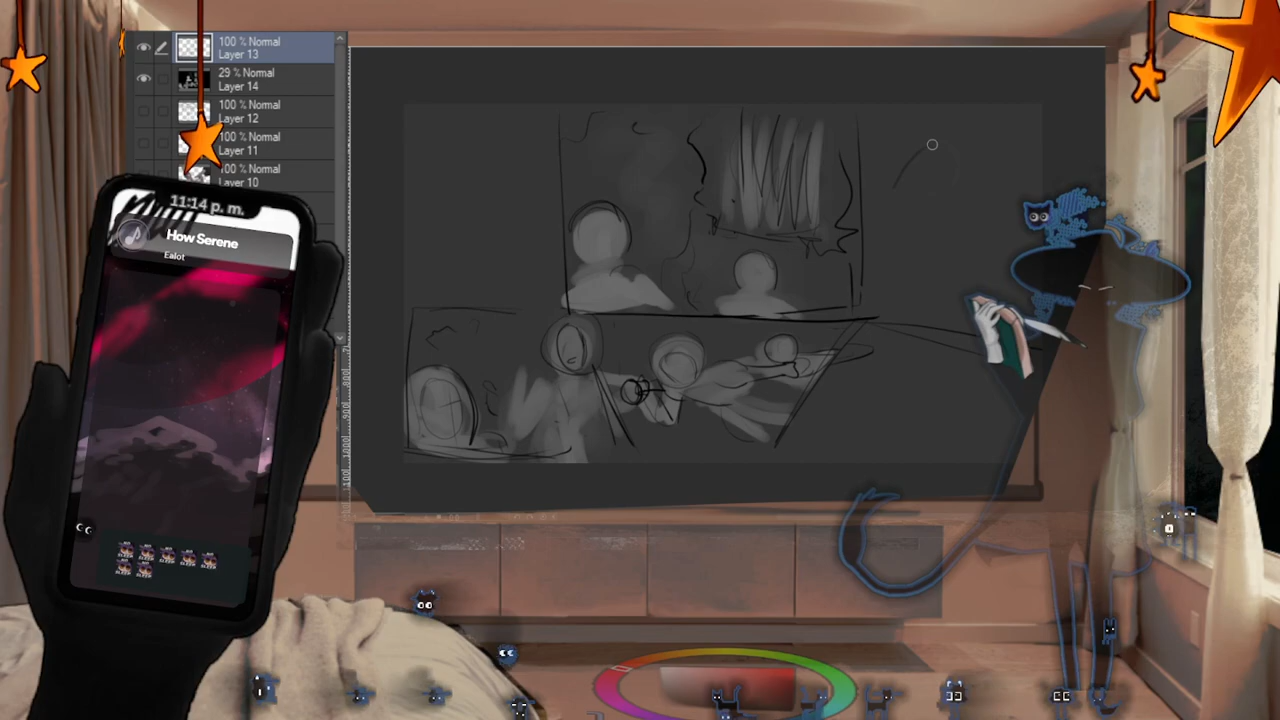 100 % Normal
Layer 13
29 % Normal
Layer 14
100 % Normal
Layer 12
100 % Normal
Layer 11
100 % Normal
Layer 10
11:14 p. m.
How Serene
Ealot